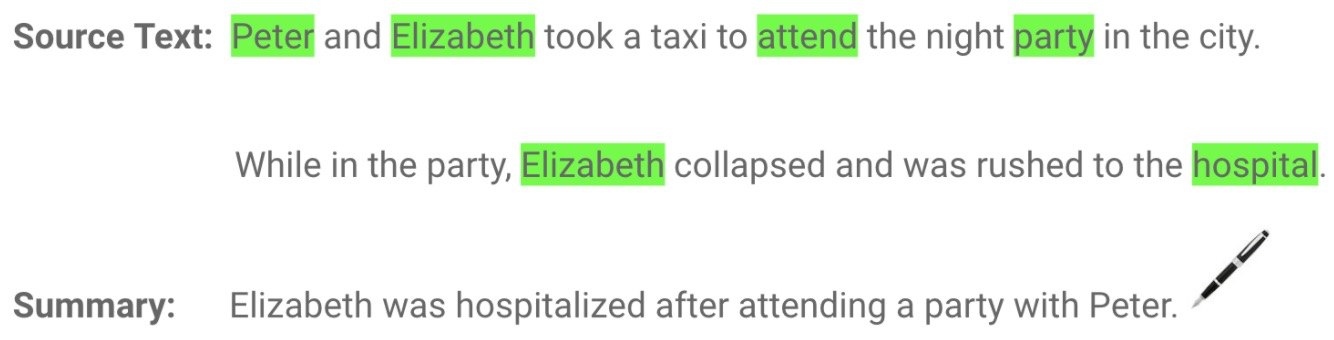 Source Text: Peter and Elizabeth took a taxi to attend the night party in the city.
While in the party, Elizabeth collapsed and was rushed to the hospital.
Summary: Elizabeth was hospitalized after attending a party with Peter.